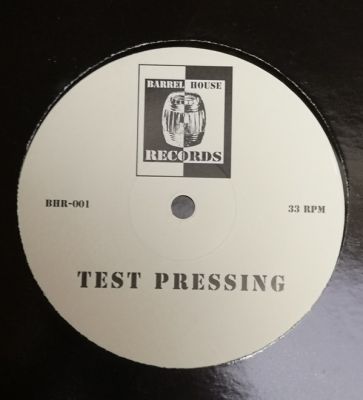 BARREL HOUSE
RECORDS
BHR-001
33 RPM
TEST PRESSING